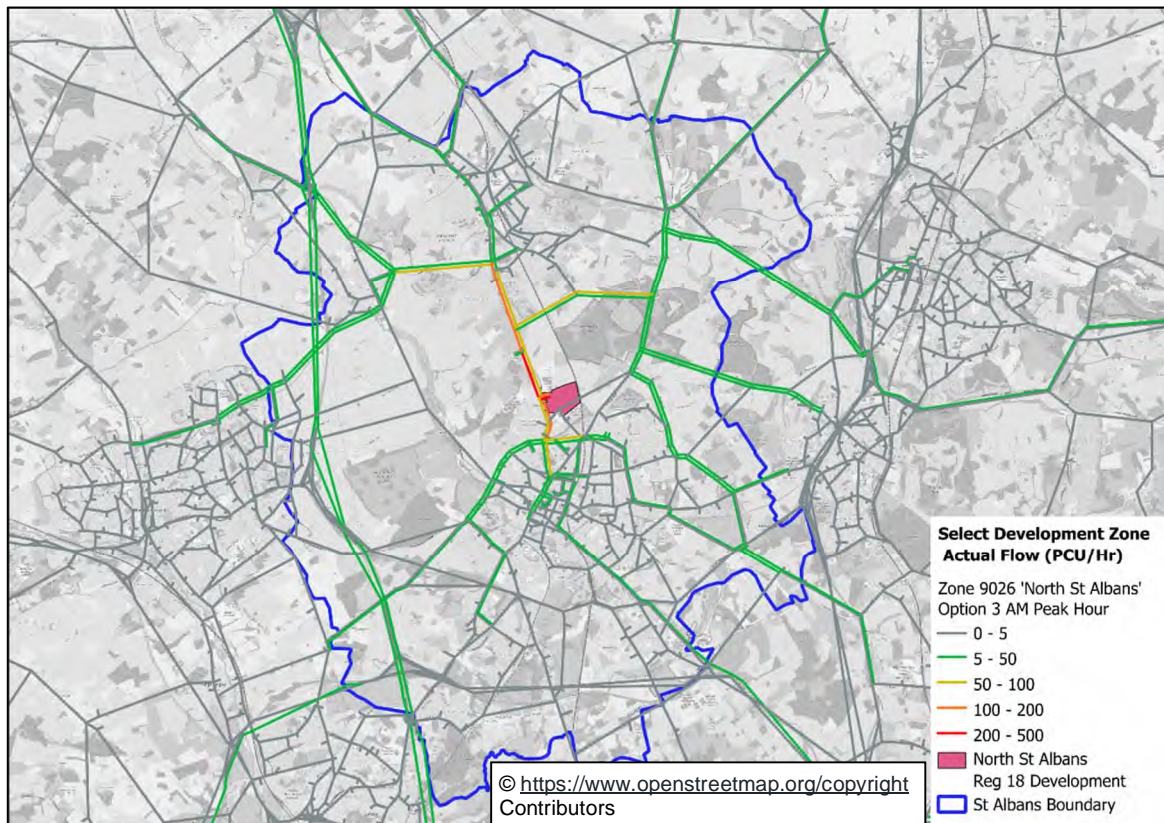 Select Development Zone
Actual Flow (PCU/Hr)
Zone 9026 'North St Albans'
Option 3 AM Peak Hour
0 - 5
5 - 50
50 - 100
100 - 200
200 - 500
North St Albans
Reg 18 Development
St Albans Boundary
© https://www.openstreetmap.org/copyright
Contributors